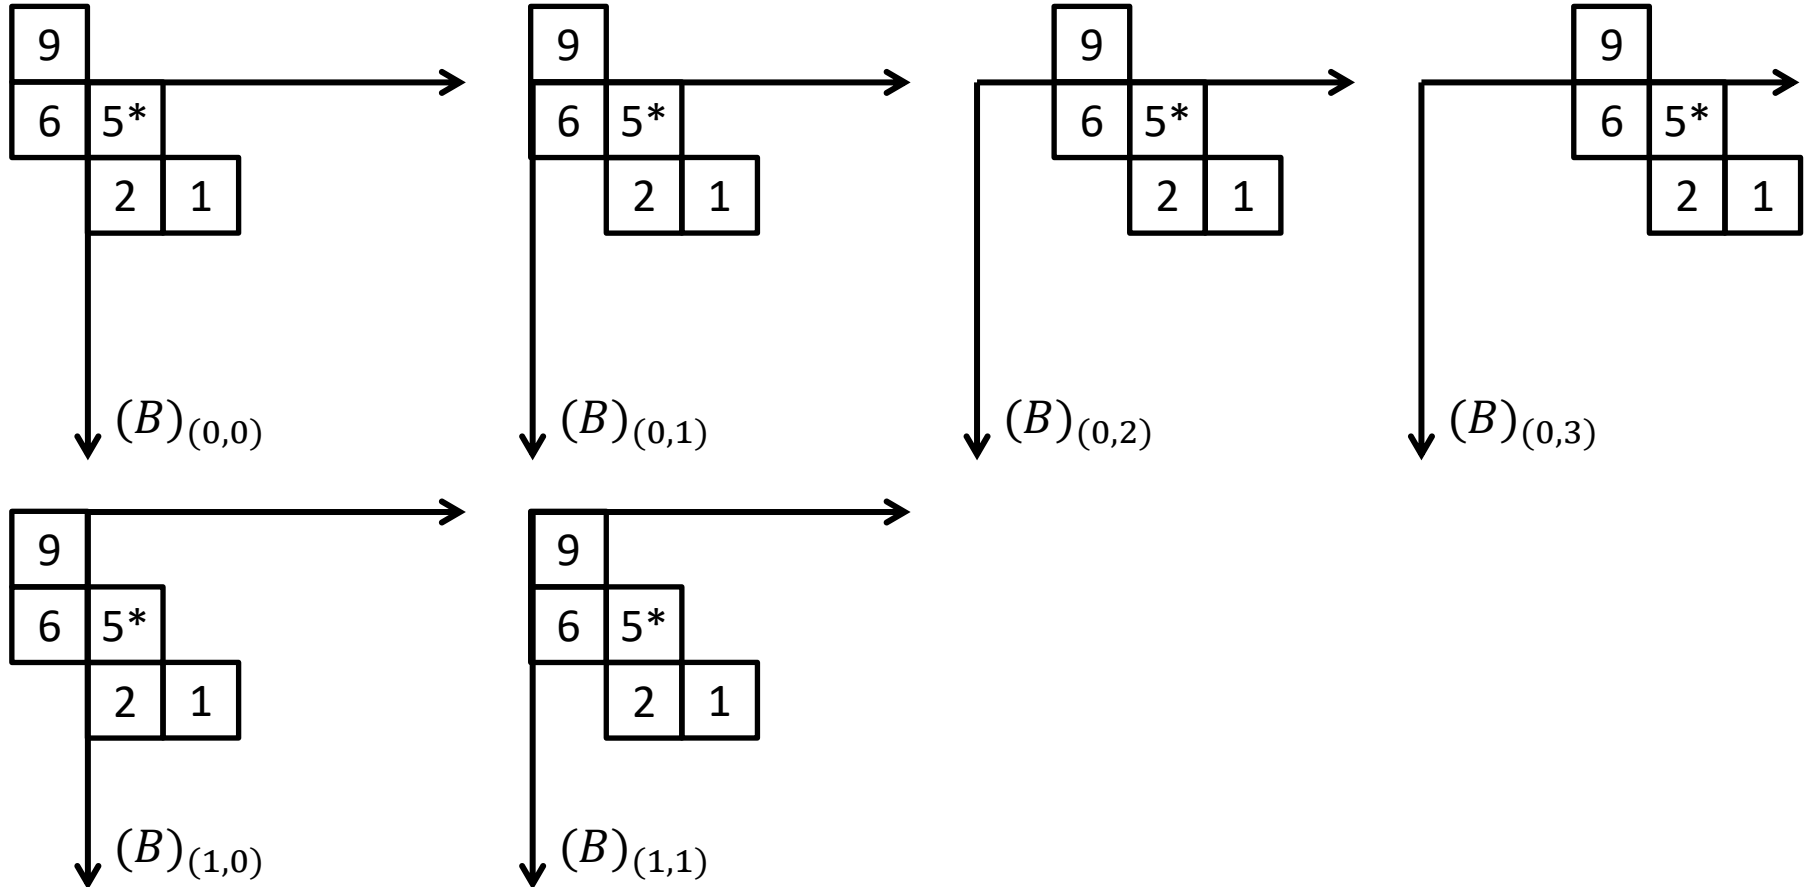 9 9 9 9
6 5* 6 5* 6 5* 6 5*
2 1 2 1 2 1 2 1
(B)(0,0) (B)(0,1) (B)(0,2) (B)(0,3)
9 9
6 5* 6 5*
2 1 2 1
(B)(1,0) (B)(1,1)